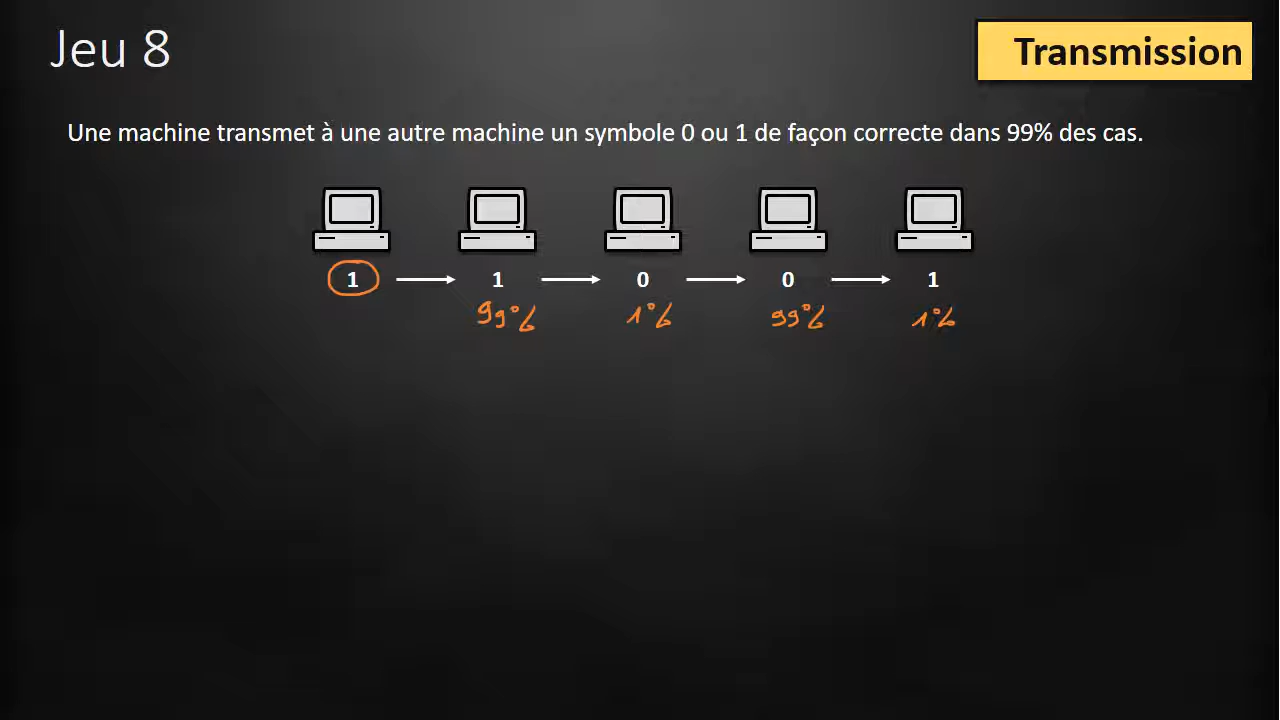 Jeu 8
Transmission
Une machine transmet à une autre machine un symbole 0 ou 1 de façon correcte dans 99% des cas.
1 1 0 0 1
99% 1% 99% 1%